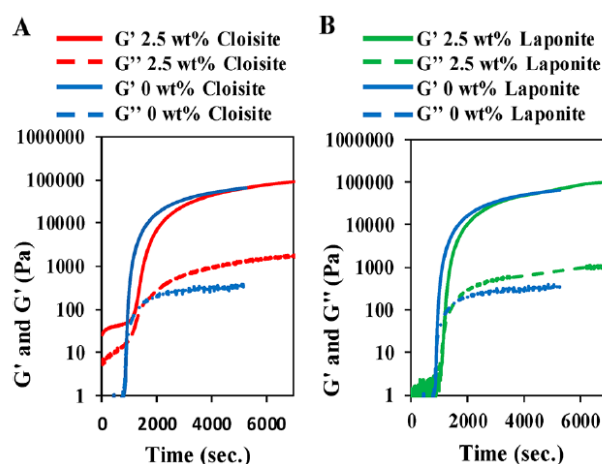 A
G' 2.5 wt% Cloisite
G'' 2.5 wt% Cloisite
G' 0 wt% Cloisite
G'' 0 wt% Cloisite
G' and G' (Pa)
1000000
100000
10000
1000
100
10
1
0 2000 4000 6000
Time (sec.)
B
G' 2.5 wt% Laponite
G'' 2.5 wt% Laponite
G' 0 wt% Laponite
G'' 0 wt% Laponite
G' and G'' (Pa)
1000000
100000
10000
1000
100
10
1
0 2000 4000 6000
Time (sec.)